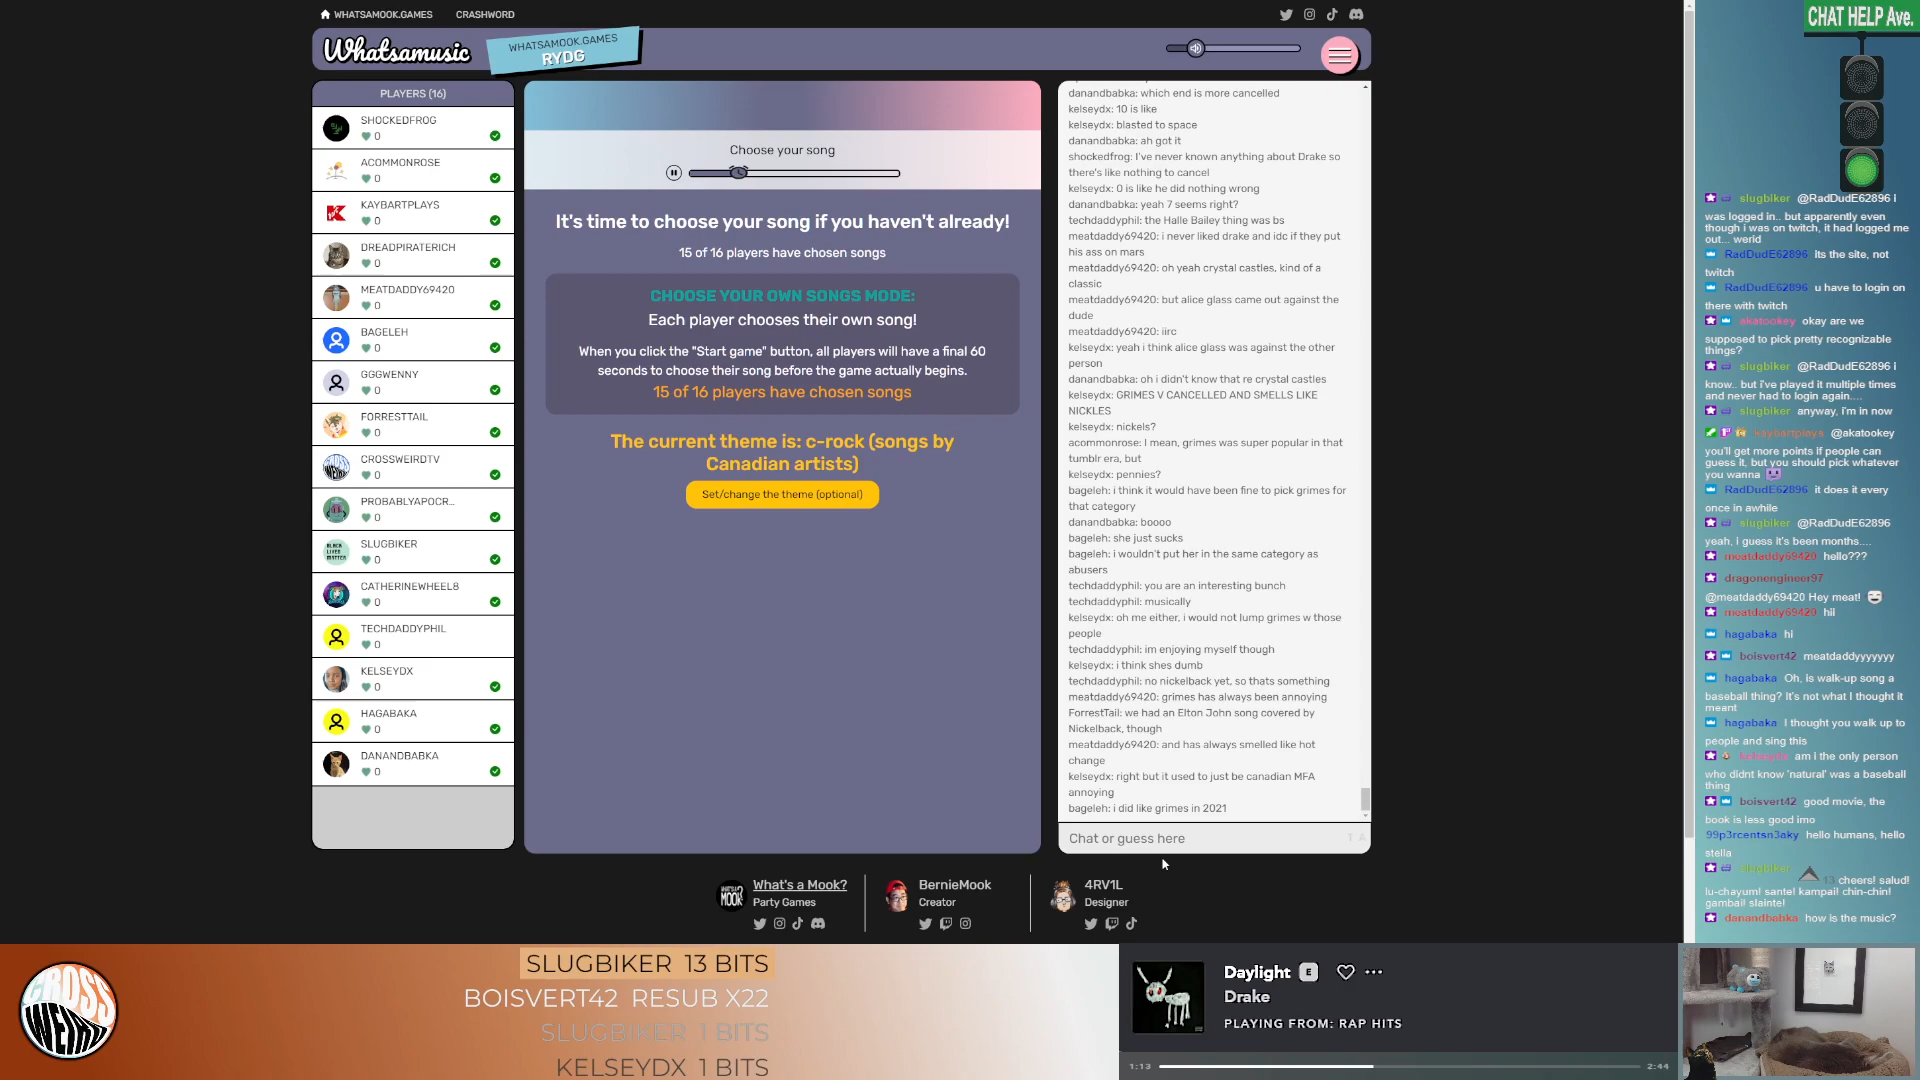 WHATSAMOOK.GAMES
CRASHWORD
Whatsamusic
WHATSAMOOK.GAMES
RYDG
PLAYERS (16)
SHOCKEDFROG
0
ACOMMONROSE
0
KAYBARTPLAYS
0
DREADPIRATERICH
0
MEATDADDY69420
0
BAGELEH
0
GGGWENNY
0
FORRESTTAIL
0
CROSSWEIRDTV
0
PROBABLYAPOCR...
0
SLUGBIKER
0
CATHERINEWHEEL8
0
TECHDADDYPHIL
0
KELSEYDX
0
HAGABAKA
0
DANANDBABKA
0
Choose your song
It's time to choose your song if you haven't already!
15 of 16 players have chosen songs
CHOOSE YOUR OWN SONGS MODE:
Each player chooses their own song!
When you click the "Start game" button, all players will have a final 60
seconds to choose their song before the game actually begins.
15 of 16 players have chosen songs
The current theme is: c-rock (songs by
Canadian artists)
Set/change the theme (optional)
danandbabka: which end is more cancelled
kelseydx: 10 is like
kelseydx: blasted to space
danandbabka: ah got it
shockedfrog: I've never known anything about Drake so
there's like nothing to cancel
kelseydx: 0 is like he did nothing wrong
danandbabka: yeah 7 seems right?
techdaddyphil: the Halle Bailey thing was bs
meatdaddy69420: i never liked drake and idc if they put
his ass on mars
meatdaddy69420: oh yeah crystal castles, kind of a
classic
meatdaddy69420: but alice glass came out against the
dude
meatdaddy69420: iirc
kelseydx: yeah i think alice glass was against the other
person
danandbabka: oh i didn't know that re crystal castles
kelseydx: GRIMES V CANCELLED AND SMELLS LIKE
NICKLES
kelseydx: nickels?
acommonrose: I mean, grimes was super popular in that
tumblr era, but
kelseydx: pennies?
bageleh: i think it would have been fine to pick grimes for
that category
danandbabka: boooo
bageleh: she just sucks
bageleh: i wouldn't put her in the same category as
abusers
techdaddyphil: you are an interesting bunch
techdaddyphil: musically
kelseydx: oh me either, i would not lump grimes w those
people
techdaddyphil: im enjoying myself though
kelseydx: i think shes dumb
techdaddyphil: no nickelback yet, so thats something
meatdaddy69420: grimes has always been annoying
ForrestTail: we had an Elton John song covered by
Nickelback, though
meatdaddy69420: and has always smelled like hot
change
kelseydx: right but it used to just be canadian MFA
annoying
bageleh: i did like grimes in 2021
Chat or guess here
T A
What's a Mook?
Party Games
BernieMook
Creator
4RV1L
Designer
CHAT HELP Ave.
slugbiker @RadDudE62896 i
was logged in.. but apparently even
though i was on twitch, it had logged me
out... werid
RadDudE62896 its the site, not
twitch
RadDudE62896 u have to login on
there with twitch
akatookey okay are we
supposed to pick pretty recognizable
things?
slugbiker @RadDudE62896 i
know.. but i've played it multiple times
and never had to login again....
slugbiker anyway, i'm in now
kaybartplays @akatookey
you'll get more points if people can
guess it, but you should pick whatever
you wanna
RadDudE62896 it does it every
once in awhile
slugbiker @RadDudE62896
yeah, i guess it's been months....
meatdaddy69420 hello???
dragonengineer97
@meatdaddy69420 Hey meat!
meatdaddy69420 hii
hagabaka hi
boisvert42 meatdaddyyyyyy
hagabaka Oh, is walk-up song a
baseball thing? It's not what I thought it
meant
hagabaka I thought you walk up to
people and sing this
kelseydx am i the only person
who didnt know 'natural' was a baseball
thing
boisvert42 good movie, the
book is less good imo
99p3rcentsn3aky hello humans, hello
stella
slugbiker 13 cheers! salud!
lu-chayum! sante! kampai! chin-chin!
gambai! slainte!
danandbabka how is the music?
CROSS
WEIRD
SLUGBIKER 13 BITS
BOISVERT42 RESUB X22
SLUGBIKER 1 BITS
KELSEYDX 1 BITS
Daylight E
Drake
PLAYING FROM: RAP HITS
1:13
2:44